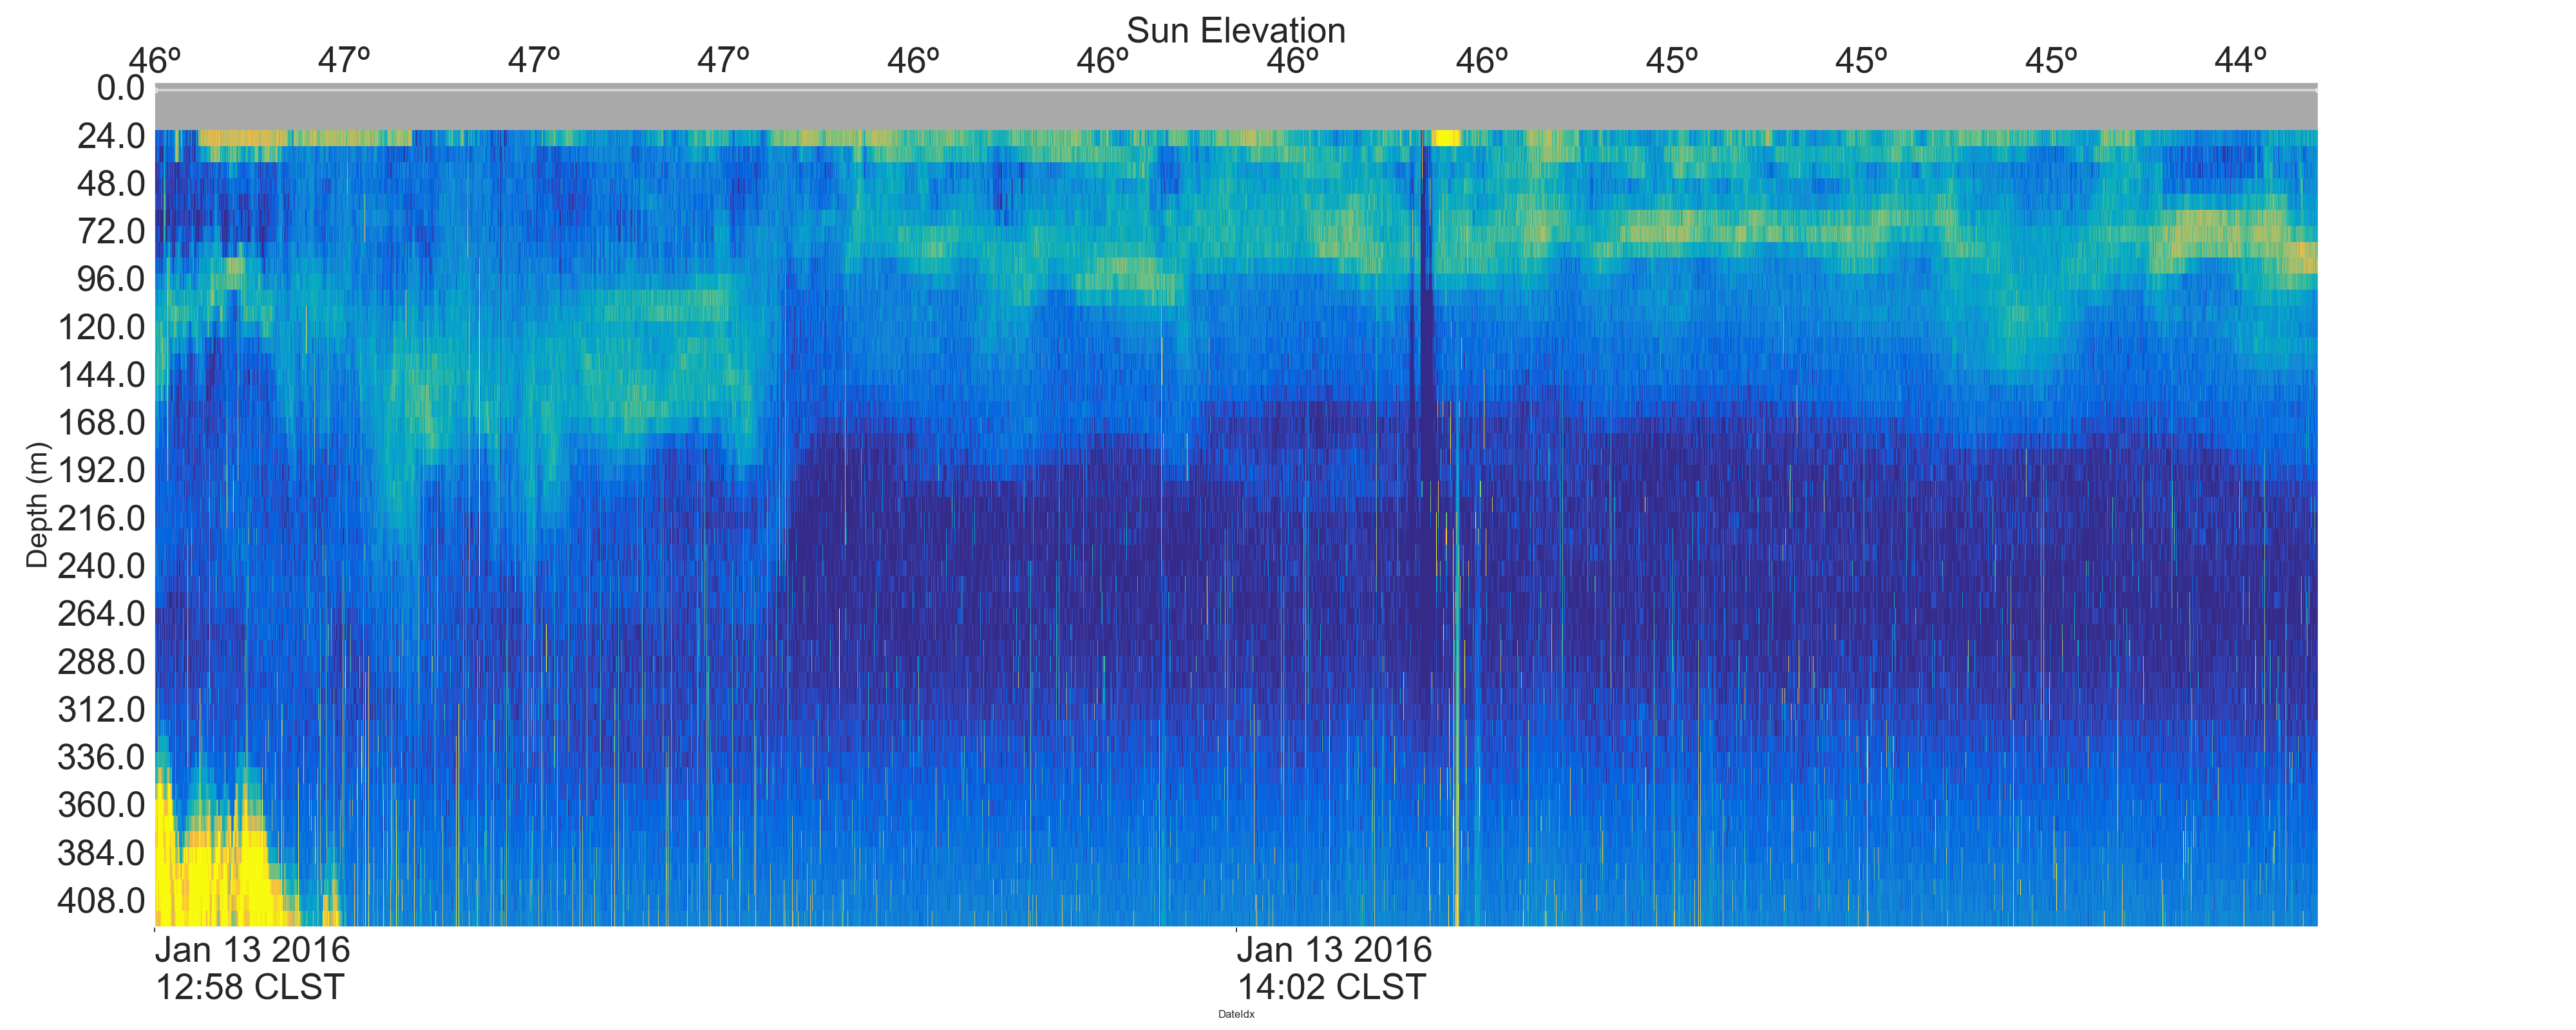 Sun Elevation
46º 47º 47º 47º 46º 46º 46º 46º 45º 45º 45º 44º
0.0
24.0
48.0
72.0
96.0
120.0
144.0
168.0
192.0
216.0
240.0
264.0
288.0
312.0
336.0
360.0
384.0
408.0
Depth (m)
Jan 13 2016
12:58 CLST
Jan 13 2016
14:02 CLST
DateIdx